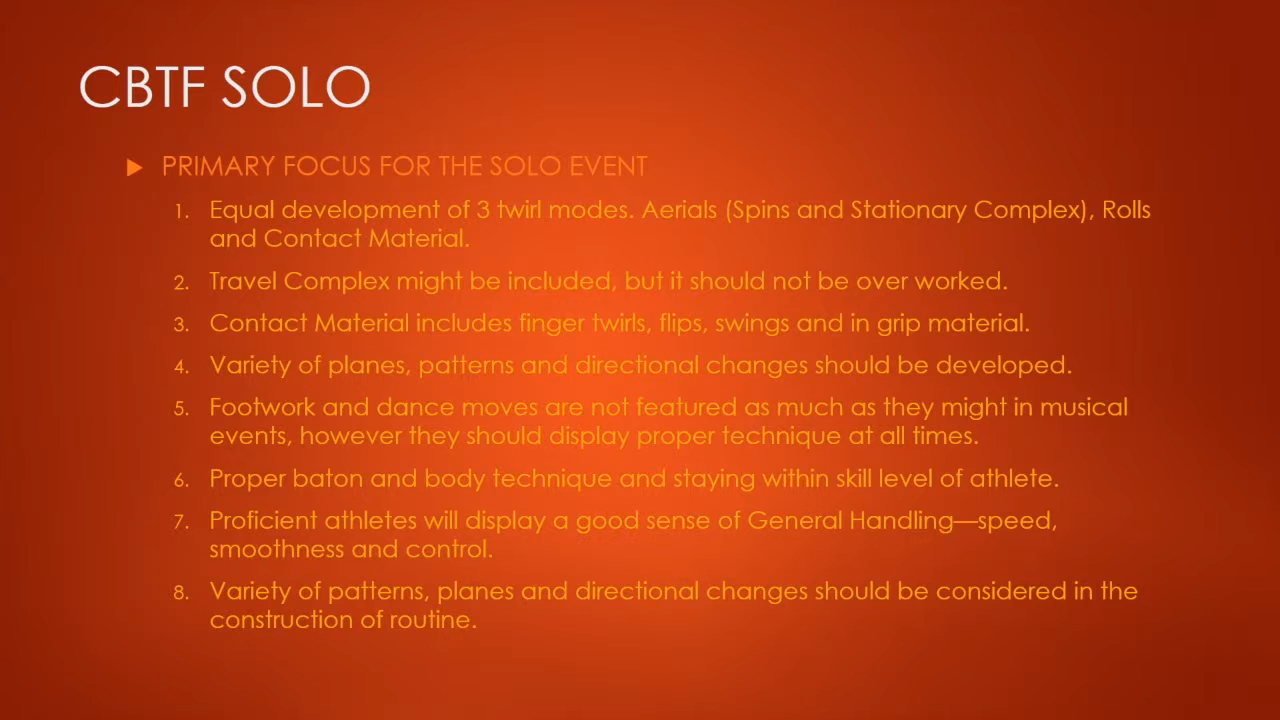 CBTF SOLO
PRIMARY FOCUS FOR THE SOLO EVENT
1. Equal development of 3 twirl modes. Aerials (Spins and Stationary Complex), Rolls
and Contact Material.
2. Travel Complex might be included, but it should not be over worked.
3. Contact Material includes finger twirls, flips, swings and in grip material.
4. Variety of planes, patterns and directional changes should be developed.
5. Footwork and dance moves are not featured as much as they might in musical
events, however they should display proper technique at all times.
6. Proper baton and body technique and staying within skill level of athlete.
7. Proficient athletes will display a good sense of General Handling—speed,
smoothness and control.
8. Variety of patterns, planes and directional changes should be considered in the
construction of routine.